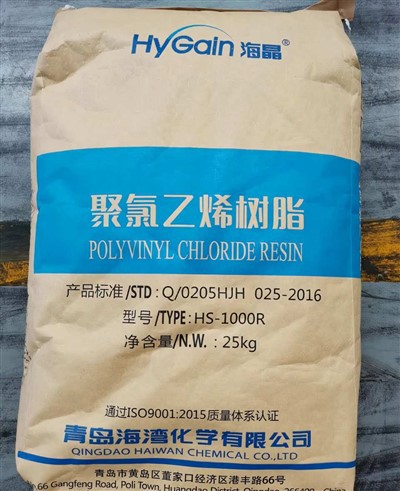 HyGain 海晶®
聚氯乙烯树脂
POLYVINYL CHLORIDE RESIN
产品标准/STD : Q/0205HJH 025-2016
型号/TYPE: HS-1000R
净含量/N.W. : 25kg
通过ISO9001:2015质量体系认证
青岛海湾化学有限公司
QINGDAO HAIWAN CHEMICAL CO.,LTD
青岛市黄岛区董家口经济区港丰路66号
66 Gangfeng Road, Poli Town, Huangdao District, Qingdao, 266409 , China